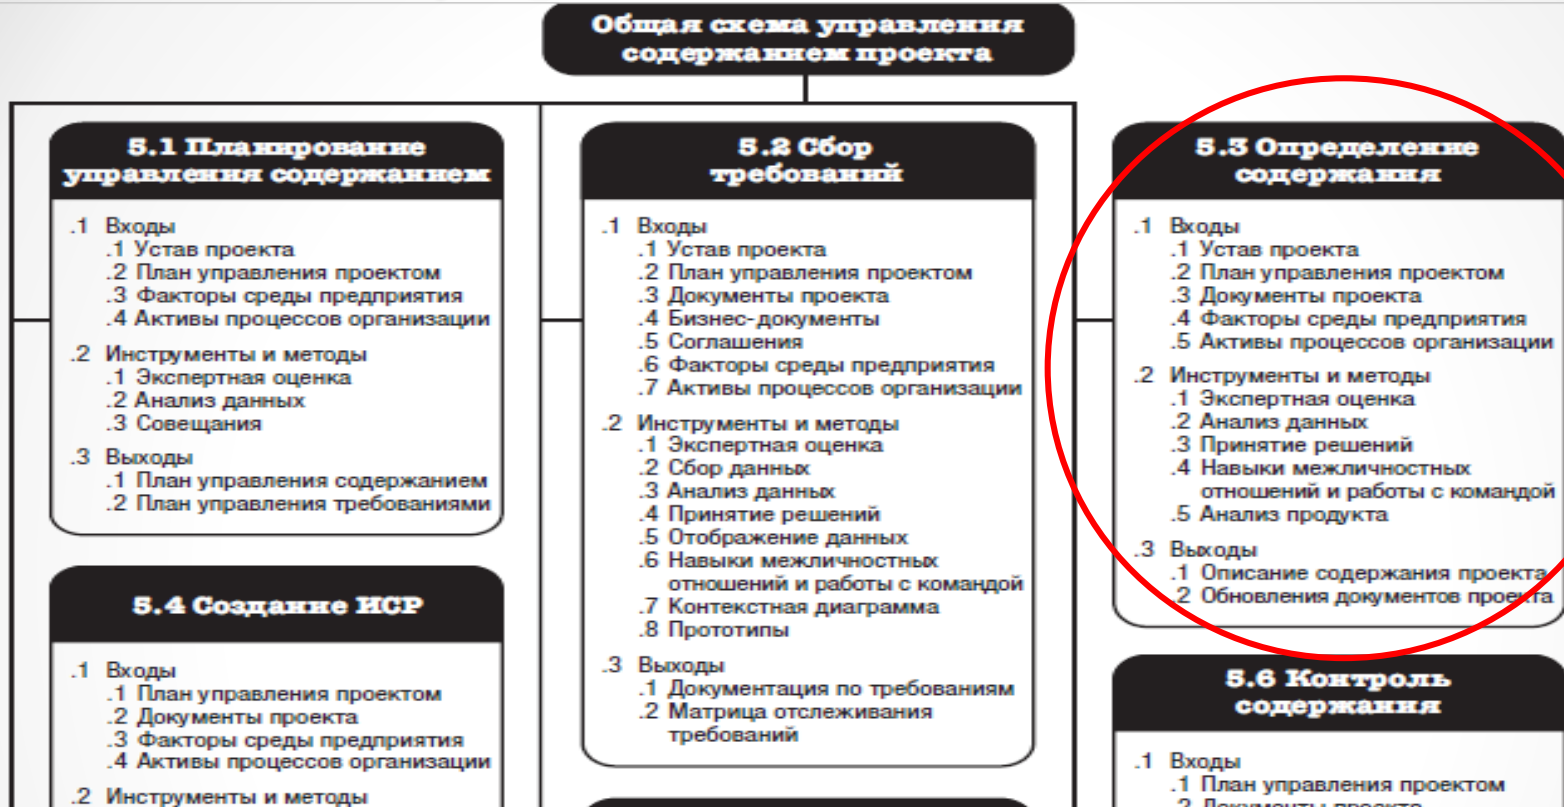 Общая схема управления
содержанием проекта
5.1 Планирование
управления содержанием
.1 Входы
.1 Устав проекта
.2 План управления проектом
.3 Факторы среды предприятия
.4 Активы процессов организации
.2 Инструменты и методы
.1 Экспертная оценка
.2 Анализ данных
.3 Совещания
.3 Выходы
.1 План управления содержанием
.2 План управления требованиями
5.4 Создание ИСР
.1 Входы
.1 План управления проектом
.2 Документы проекта
.3 Факторы среды предприятия
.4 Активы процессов организации
.2 Инструменты и методы
5.2 Сбор
требований
.1 Входы
.1 Устав проекта
.2 План управления проектом
.3 Документы проекта
.4 Бизнес-документы
.5 Соглашения
.6 Факторы среды предприятия
.7 Активы процессов организации
.2 Инструменты и методы
.1 Экспертная оценка
.2 Сбор данных
.3 Анализ данных
.4 Принятие решений
.5 Отображение данных
.6 Навыки межличностных
отношений и работы с командой
.7 Контекстная диаграмма
.8 Прототипы
.3 Выходы
.1 Документация по требованиям
.2 Матрица отслеживания
требований
5.3 Определение
содержания
.1 Входы
.1 Устав проекта
.2 План управления проектом
.3 Документы проекта
.4 Факторы среды предприятия
.5 Активы процессов организации
.2 Инструменты и методы
.1 Экспертная оценка
.2 Анализ данных
.3 Принятие решений
.4 Навыки межличностных
отношений и работы с командой
.5 Анализ продукта
.3 Выходы
.1 Описание содержания проекта
.2 Обновления документов проекта
5.6 Контроль
содержания
.1 Входы
.1 План управления проектом
.2 Документы проекта